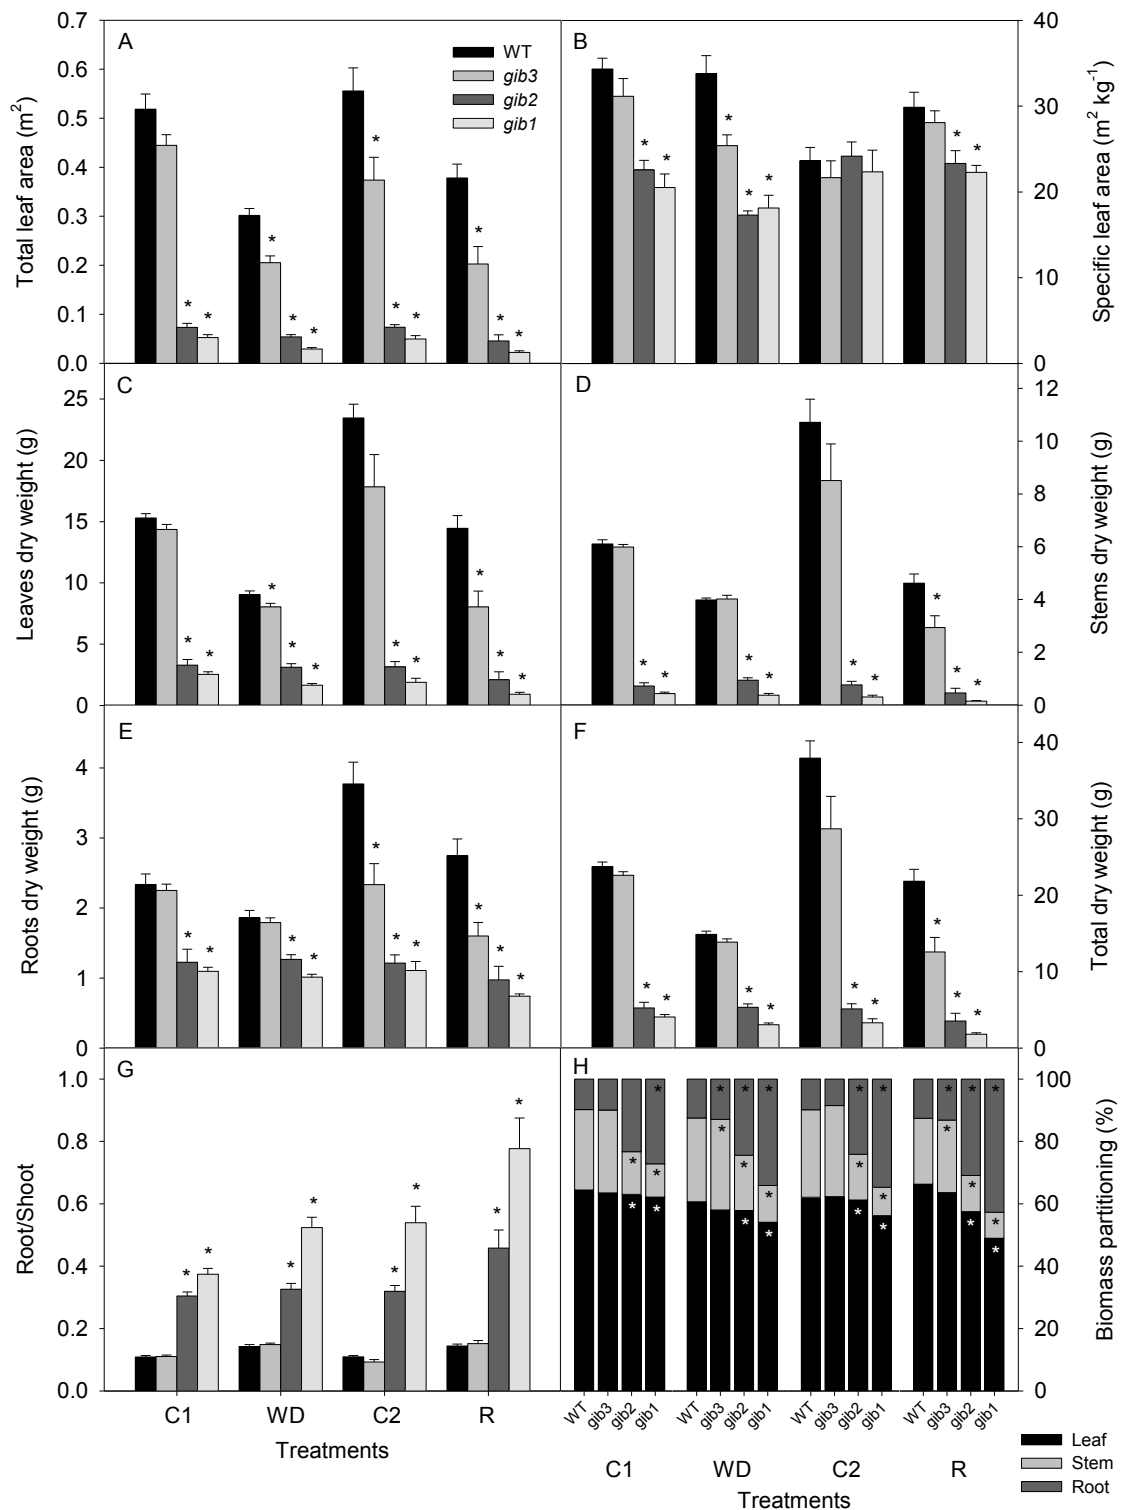 A
WT
gib3
gib2
gib1
0.7
0.6
0.5
0.4
0.3
0.2
0.1
0.0
Total leaf area (m2)
* * * * * * * * * * *
B
40
30
20
10
0
Specific leaf area (m2 kg-1)
* * * * * * *
C
25
20
15
10
5
0
Leaves dry weight (g)
* * * * * * * * * *
D
12
10
8
6
4
2
0
Stems dry weight (g)
* * * * * * * * *
E
4
3
2
1
0
Roots dry weight (g)
* * * * * * * * * *
F
40
30
20
10
0
Total dry weight (g)
* * * * * * * * *
G
1.0
0.8
0.6
0.4
0.2
0.0
Root/Shoot
* * * * * * * *
C1 WD C2 R
Treatments
H
100
80
60
40
20
0
Biomass partitioning (%)
* * * * * * * * *
* * * * * * * * * *
* * * * * * * *
WT gib3 gib2 gib1 WT gib3 gib2 gib1 WT gib3 gib2 gib1 WT gib3 gib2 gib1
C1 WD C2 R
Treatments
Leaf
Stem
Root